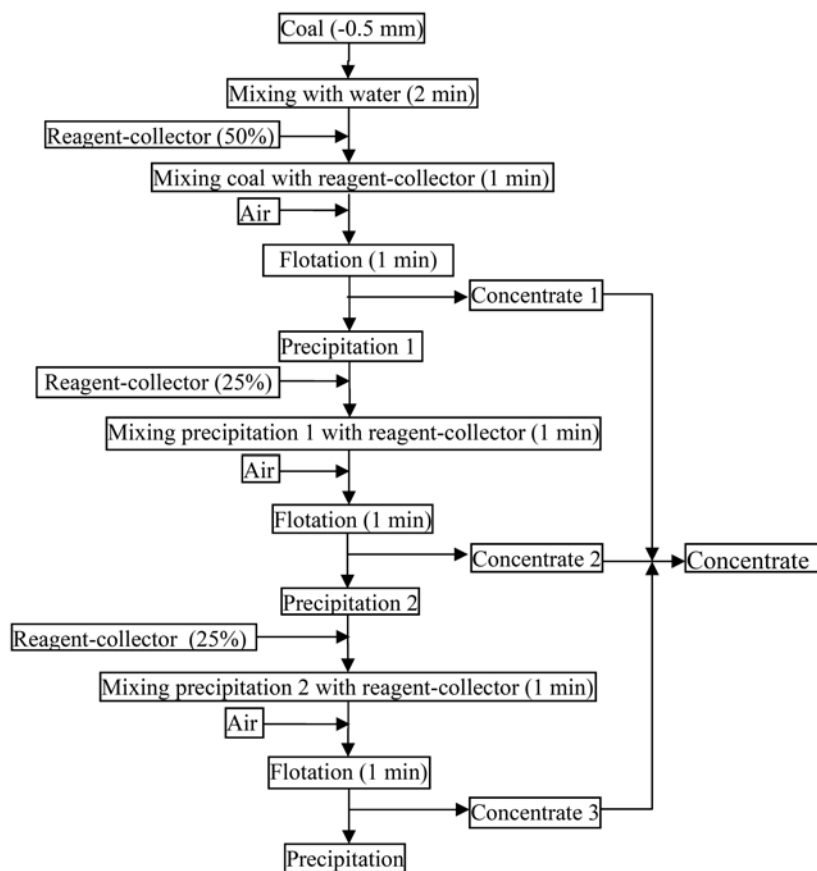 Coal (-0.5 mm)
Mixing with water (2 min)
Reagent-collector (50%)
Mixing coal with reagent-collector (1 min)
Air
Flotation (1 min)
Concentrate 1
Precipitation 1
Reagent-collector (25%)
Mixing precipitation 1 with reagent-collector (1 min)
Air
Flotation (1 min)
Concentrate 2
Concentrate
Precipitation 2
Reagent-collector (25%)
Mixing precipitation 2 with reagent-collector (1 min)
Air
Flotation (1 min)
Concentrate 3
Precipitation